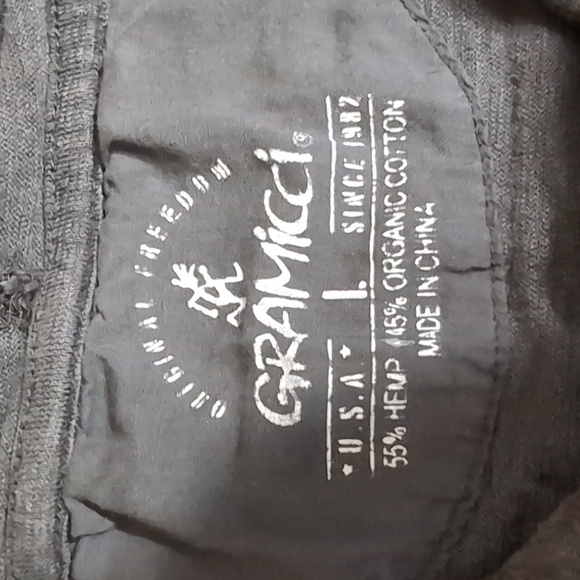 ORIGINAL FREEDOM
GRAMicci®
*U.S.A* L SINCE 1982
55% HEMP /45% ORGANIC COTTON
MADE IN CHINA